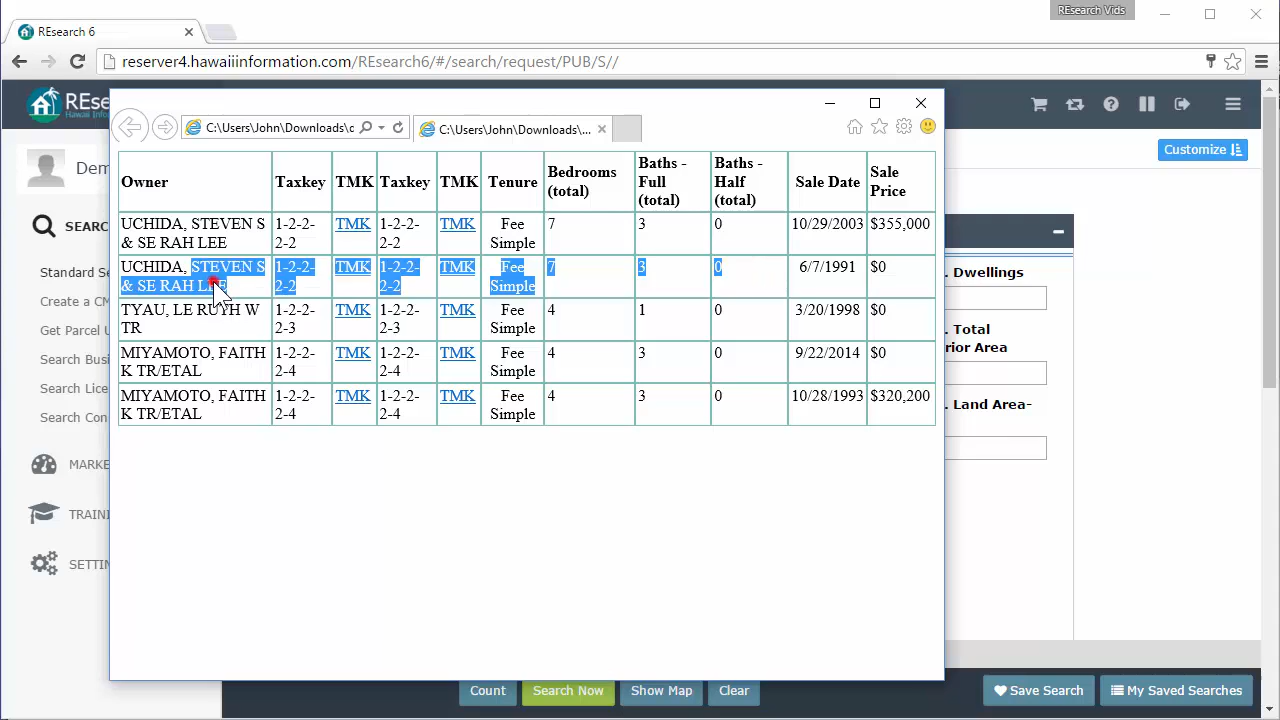 REsearch Vids
REsearch 6
reserver4.hawaiiinformation.com/REsearch6/#/search/request/PUB/S//
REsea
Hawaii Infor
Customize
Dem
C:\Users\John\Downloads\c
C:\Users\John\Downloads\...
SEARC
Standard Se
Create a CM
Get Parcel U
Search Busi
Search Lice
Search Con
MARKE
TRAINI
SETTIN
Owner Taxkey TMK Taxkey TMK Tenure Bedrooms (total) Baths - Full (total) Baths - Half (total) Sale Date Sale Price
UCHIDA, STEVEN S & SE RAH LEE 1-2-2-2-2 TMK 1-2-2-2-2 TMK Fee Simple 7 3 0 10/29/2003 $355,000
UCHIDA, STEVEN S & SE RAH LEE 1-2-2-2-2 TMK 1-2-2-2-2 TMK Fee Simple 7 3 0 6/7/1991 $0
TYAU, LE RUTH W TR 1-2-2-2-3 TMK 1-2-2-2-3 TMK Fee Simple 4 1 0 3/20/1998 $0
MIYAMOTO, FAITH K TR/ETAL 1-2-2-2-4 TMK 1-2-2-2-4 TMK Fee Simple 4 3 0 9/22/2014 $0
MIYAMOTO, FAITH K TR/ETAL 1-2-2-2-4 TMK 1-2-2-2-4 TMK Fee Simple 4 3 0 10/28/1993 $320,200
. Dwellings
. Total
rior Area
. Land Area-
Count
Search Now
Show Map
Clear
Save Search
My Saved Searches